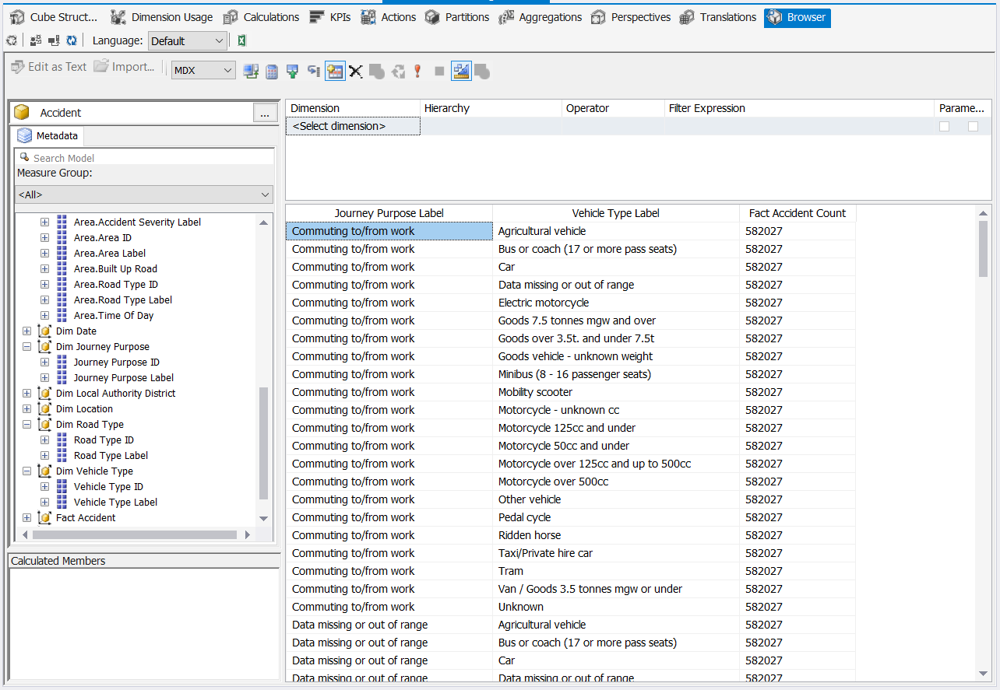 Cube Struct... Dimension Usage Calculations KPIs Actions Partitions Aggregations Perspectives Translations Browser
Language: Default
Edit as Text Import... MDX
Accident ...
Metadata
Search Model
Measure Group:
<All>
Area.Accident Severity Label
Area.Area ID
Area.Area Label
Area.Built Up Road
Area.Road Type ID
Area.Road Type Label
Area.Time Of Day
Dim Date
Dim Journey Purpose
Journey Purpose ID
Journey Purpose Label
Dim Local Authority District
Dim Location
Dim Road Type
Road Type ID
Road Type Label
Dim Vehicle Type
Vehicle Type ID
Vehicle Type Label
Fact Accident
Calculated Members
Dimension Hierarchy Operator Filter Expression Parame...
<Select dimension>
Journey Purpose Label Vehicle Type Label Fact Accident Count
Commuting to/from work Agricultural vehicle 582027
Commuting to/from work Bus or coach (17 or more pass seats) 582027
Commuting to/from work Car 582027
Commuting to/from work Data missing or out of range 582027
Commuting to/from work Electric motorcycle 582027
Commuting to/from work Goods 7.5 tonnes mgw and over 582027
Commuting to/from work Goods over 3.5t. and under 7.5t 582027
Commuting to/from work Goods vehicle - unknown weight 582027
Commuting to/from work Minibus (8 - 16 passenger seats) 582027
Commuting to/from work Mobility scooter 582027
Commuting to/from work Motorcycle - unknown cc 582027
Commuting to/from work Motorcycle 125cc and under 582027
Commuting to/from work Motorcycle 50cc and under 582027
Commuting to/from work Motorcycle over 125cc and up to 500cc 582027
Commuting to/from work Motorcycle over 500cc 582027
Commuting to/from work Other vehicle 582027
Commuting to/from work Pedal cycle 582027
Commuting to/from work Ridden horse 582027
Commuting to/from work Taxi/Private hire car 582027
Commuting to/from work Tram 582027
Commuting to/from work Van / Goods 3.5 tonnes mgw or under 582027
Commuting to/from work Unknown 582027
Data missing or out of range Agricultural vehicle 582027
Data missing or out of range Bus or coach (17 or more pass seats) 582027
Data missing or out of range Car 582027
Data missing or out of range Data missing or out of range 582027